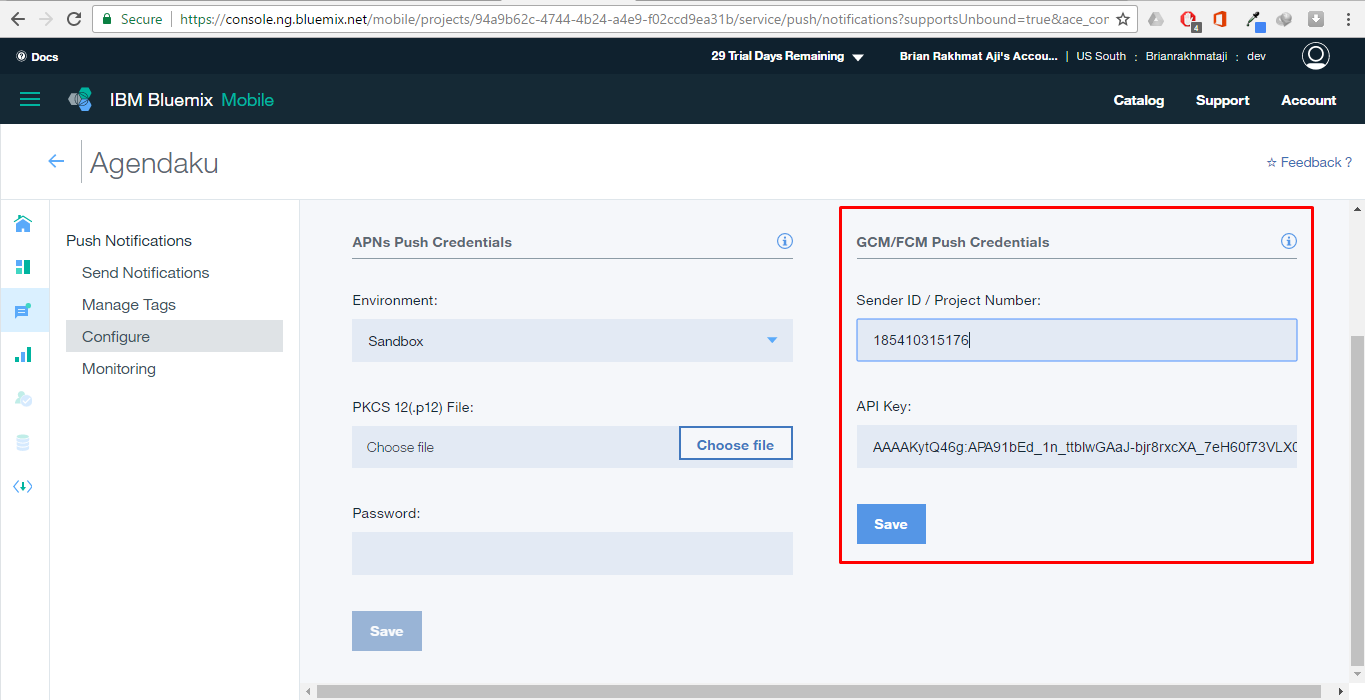 Secure
https://console.ng.bluemix.net/mobile/projects/94a9b62c-4744-4b24-a4e9-f02ccd9ea31b/service/push/notifications?supportsUnbound=true&ace_cor
4
Docs
29 Trial Days Remaining
Brian Rakhmat Aji's Accou... | US South : Brianrakhmataji : dev
IBM Bluemix Mobile
Catalog Support Account
Agendaku
☆ Feedback ?
Push Notifications
Send Notifications
Manage Tags
Configure
Monitoring
APNs Push Credentials
Environment:
Sandbox
PKCS 12(.p12) File:
Choose file
Choose file
Password:
Save
GCM/FCM Push Credentials
Sender ID / Project Number:
185410315176
API Key:
AAAAKytQ46g:APA91bEd_1n_ttblwGAaJ-bjr8rxcXA_7eH60f73VLX0
Save